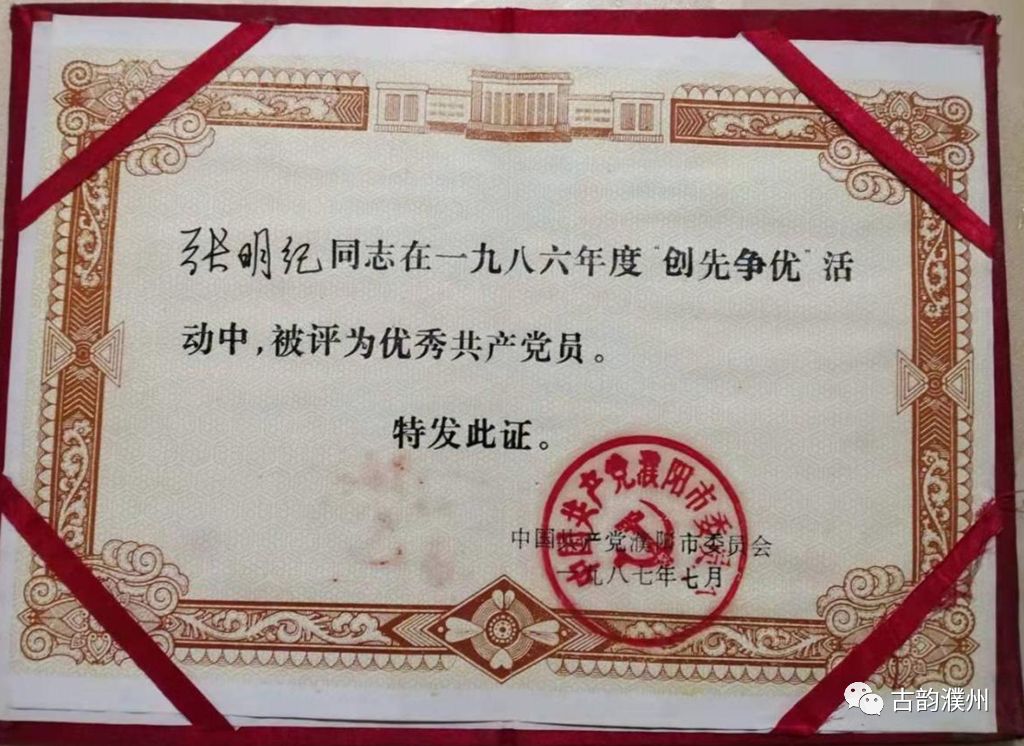 张明纪同志在一九八六年度“创先争优”活
动中，被评为优秀共产党员。
特发此证。
中国共产党濮阳市委员会
中国共产党濮阳市委员会
一九八七年七月
古韵濮州